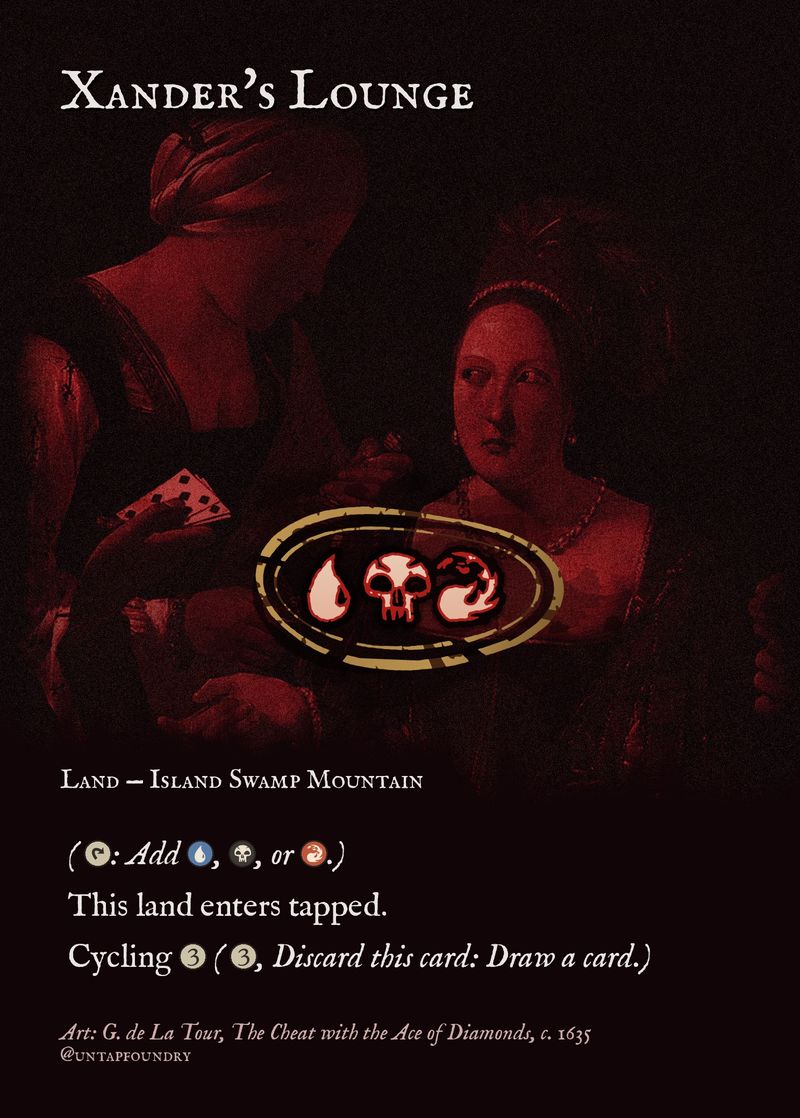 Xander's Lounge
Land — Island Swamp Mountain
( : Add , , or .)
This land enters tapped.
Cycling 3 ( 3, Discard this card: Draw a card.)
Art: G. de La Tour, The Cheat with the Ace of Diamonds, c. 1635
@untapfoundry